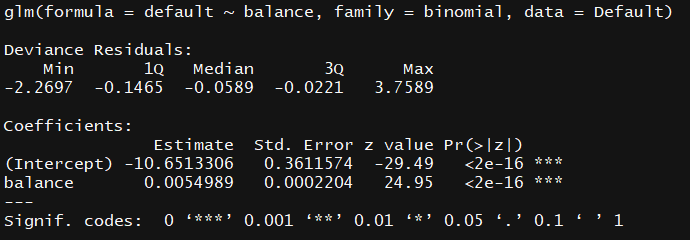 glm(formula = default ~ balance, family = binomial, data = Default)
Deviance Residuals:
    Min       1Q   Median       3Q      Max
-2.2697  -0.1465  -0.0589  -0.0221   3.7589
Coefficients:
              Estimate  Std. Error z value Pr(>|z|)
(Intercept) -10.6513306  0.3611574  -29.49   <2e-16 ***
balance       0.0054989  0.0002204   24.95   <2e-16 ***
---
Signif. codes:  0 ‘***’ 0.001 ‘**’ 0.01 ‘*’ 0.05 ‘.’ 0.1 ‘ ’ 1